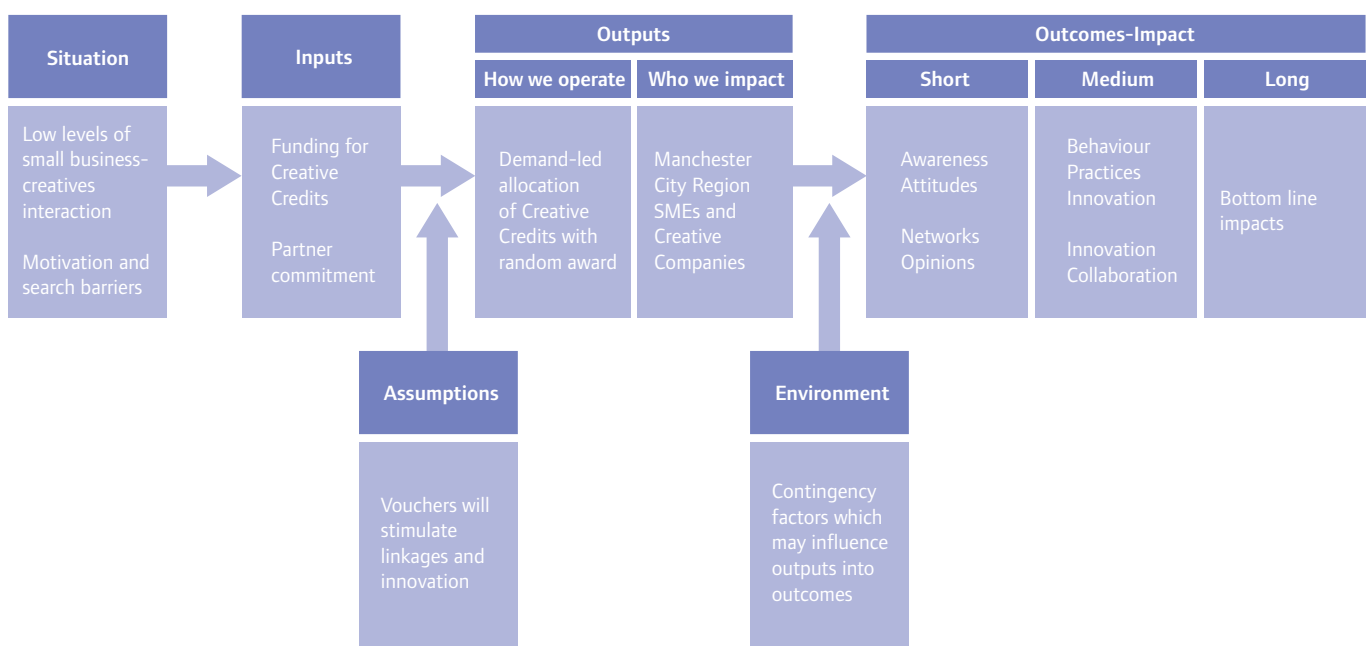 Situation
Low levels of
small business-
creatives
interaction
Motivation and
search barriers
Inputs
Funding for
Creative
Credits
Partner
commitment
Outputs
How we operate
Demand-led
allocation
of Creative
Credits with
random award
Who we impact
Manchester
City Region
SMEs and
Creative
Companies
Outcomes-Impact
Short
Awareness
Attitudes
Networks
Opinions
Medium
Behaviour
Practices
Innovation
Innovation
Collaboration
Long
Bottom line
impacts
Assumptions
Vouchers will
stimulate
linkages and
innovation
Environment
Contingency
factors which
may influence
outputs into
outcomes